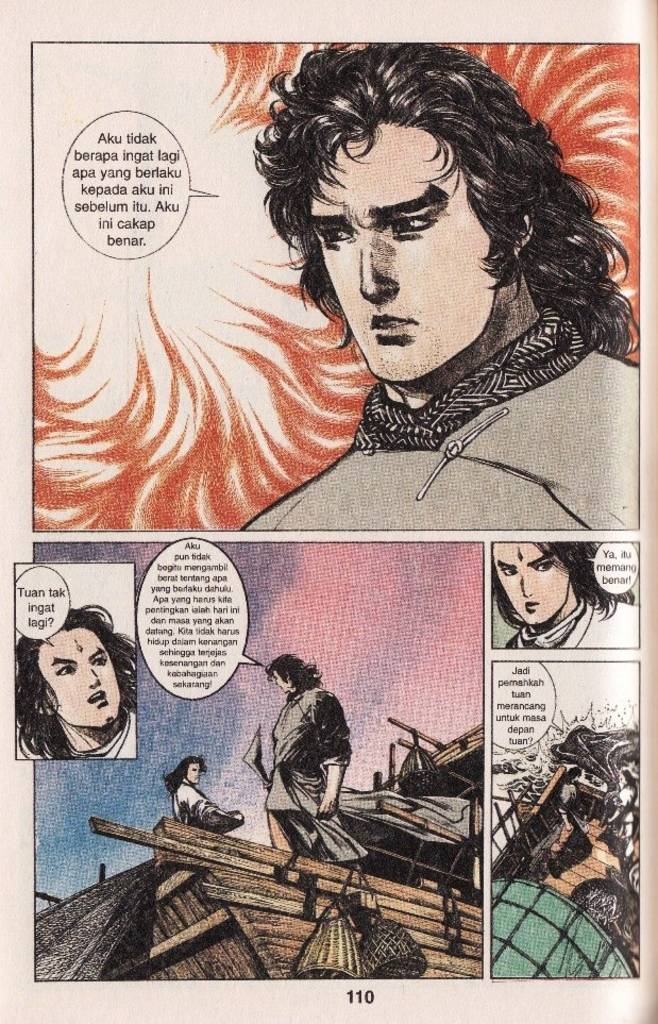 Aku tidak
berapa ingat lagi
apa yang berlaku
kepada aku ini
sebelum itu. Aku
ini cakap
benar.
Tuan tak
ingat
lagi?
Aku
pun tidak
begitu mengambil
berat tentang apa
yang berlaku dahulu.
Apa yang harus kita
pentingkan ialah hari ini
dan masa yang akan
datang. Kita tidak harus
hidup dalam kenangan
sehingga terjejas
kesenangan dan
kebahagiaan
sekarang!
Ya, itu
memang
benar!
Jadi
pernahkah
tuan
merancang
untuk masa
depan
tuan?
110